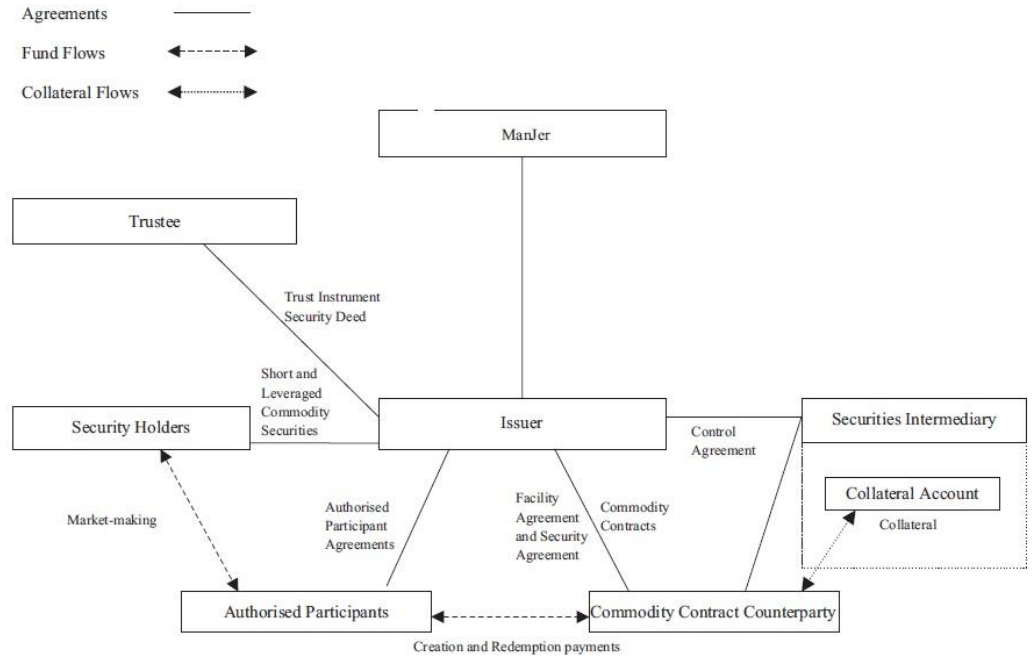 Agreements
Fund Flows
Collateral Flows
ManJer
Trustee
Trust Instrument
Security Deed
Short and
Leveraged
Commodity
Securities
Security Holders
Issuer
Control
Agreement
Securities Intermediary
Collateral Account
Collateral
Market-making
Authorised
Participant
Agreements
Facility
Agreement
and Security
Agreement
Commodity
Contracts
Authorised Participants
Commodity Contract Counterparty
Creation and Redemption payments